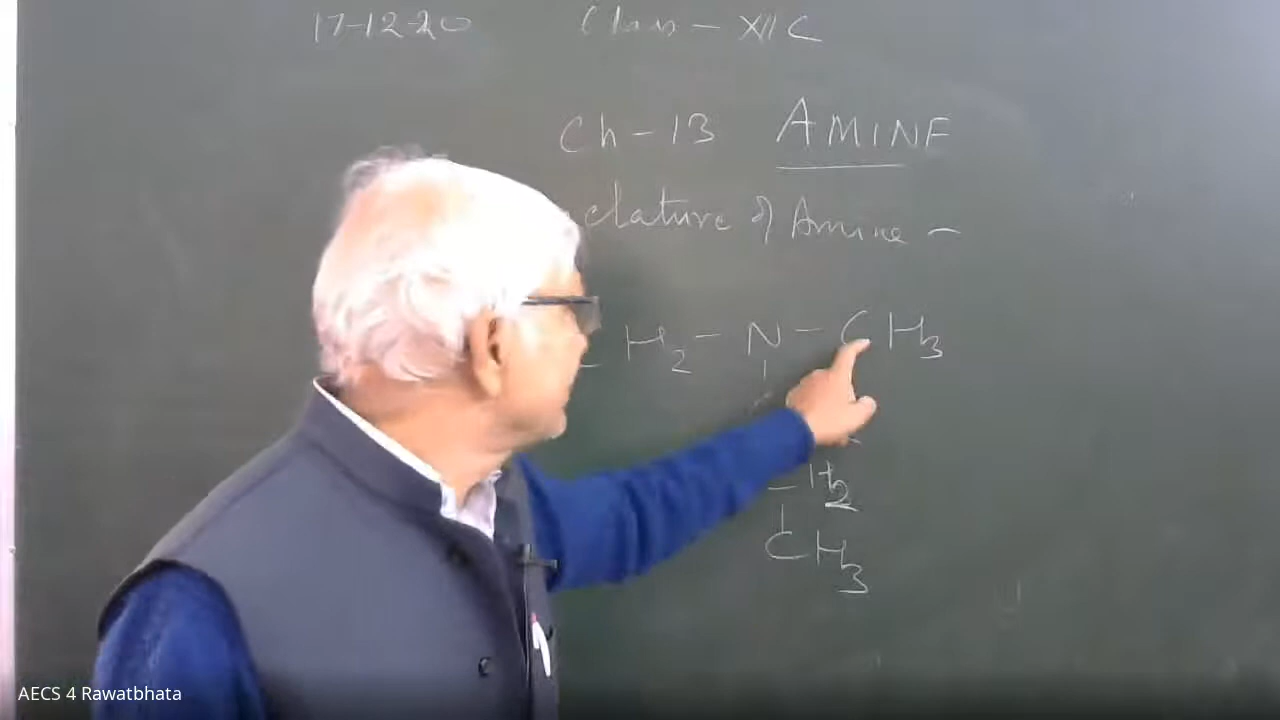 17-12-20 Class - XII C
Ch - 13 AMINE
clature of Amine -
H2 - N - CH3
H2
CH3
AECS 4 Rawatbhata